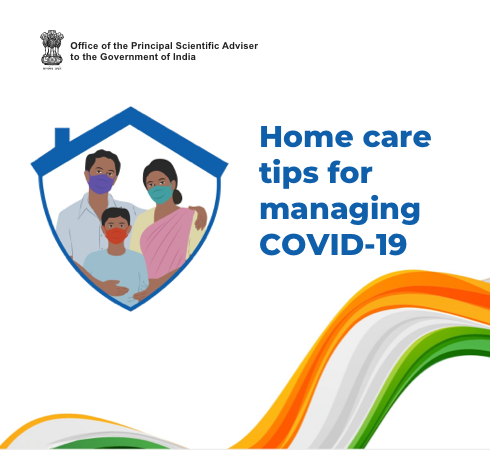 Office of the Principal Scientific Adviser
to the Government of India
Home care
tips for
managing
COVID-19